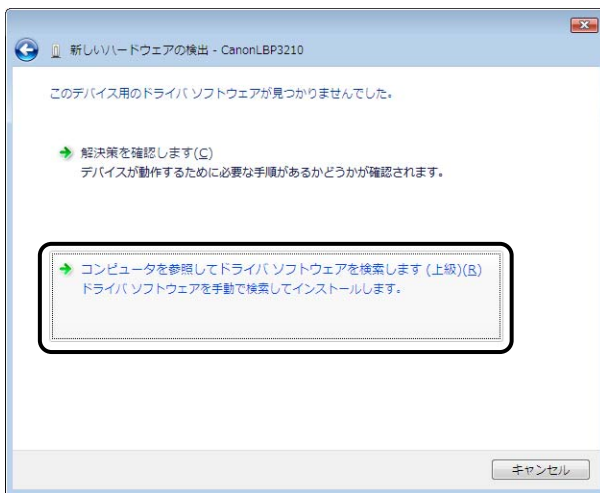 新しいハードウェアの検出 - CanonLBP3210
このデバイス用のドライバ ソフトウェアが見つかりませんでした。
解決策を確認します(C)
デバイスが動作するために必要な手順があるかどうかが確認されます。
コンピュータを参照してドライバ ソフトウェアを検索します (上級)(R)
ドライバ ソフトウェアを手動で検索してインストールします。
キャンセル